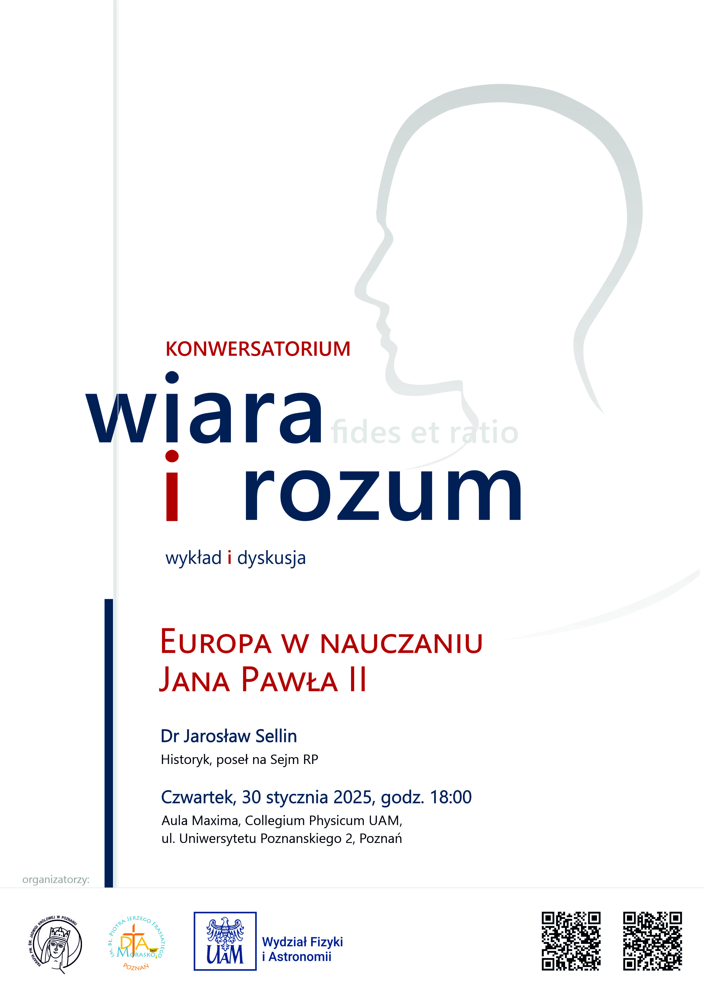 KONWERSATORIUM
wiara
fides et ratio
i rozum
wykład i dyskusja
Europa w nauczaniu
Jana Pawła II
Dr Jarosław Sellin
Historyk, poseł na Sejm RP
Czwartek, 30 stycznia 2025, godz. 18:00
Aula Maxima, Collegium Physicum UAM,
ul. Uniwersytetu Poznanskiego 2, Poznań
organizatorzy:
PARAFIA PW. ŚW. JADWIGI KRÓLOWEJ W POZNANIU
IM. BŁ. PIOTRA JERZEGO FRASSATIEGO
DA
MORASKO
POZNAŃ
UAM
Wydział Fizyki
i Astronomii